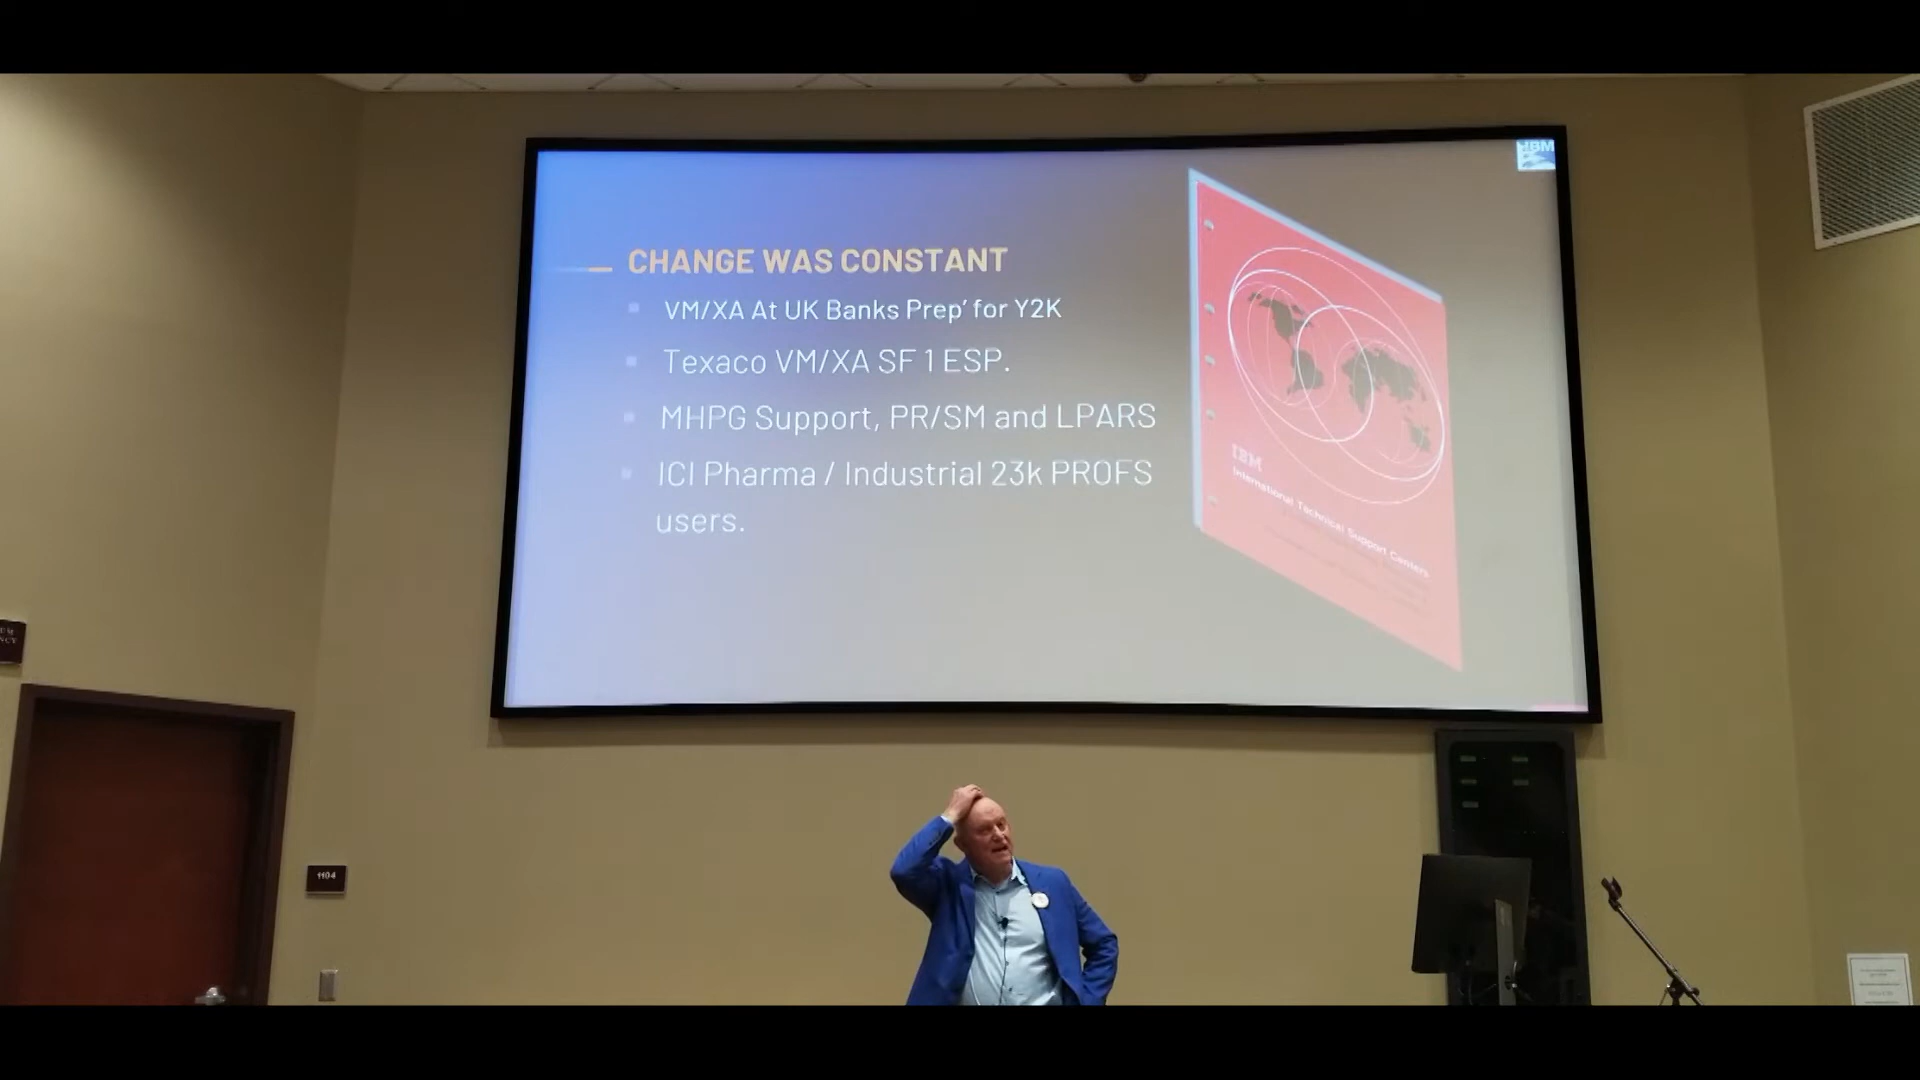 IBM
CHANGE WAS CONSTANT
VM/XA At UK Banks Prep' for Y2K
Texaco VM/XA SF 1 ESP.
MHPG Support, PR/SM and LPARS
ICI Pharma / Industrial 23k PROFS
users.
IBM
International Technical Support Centers
1104